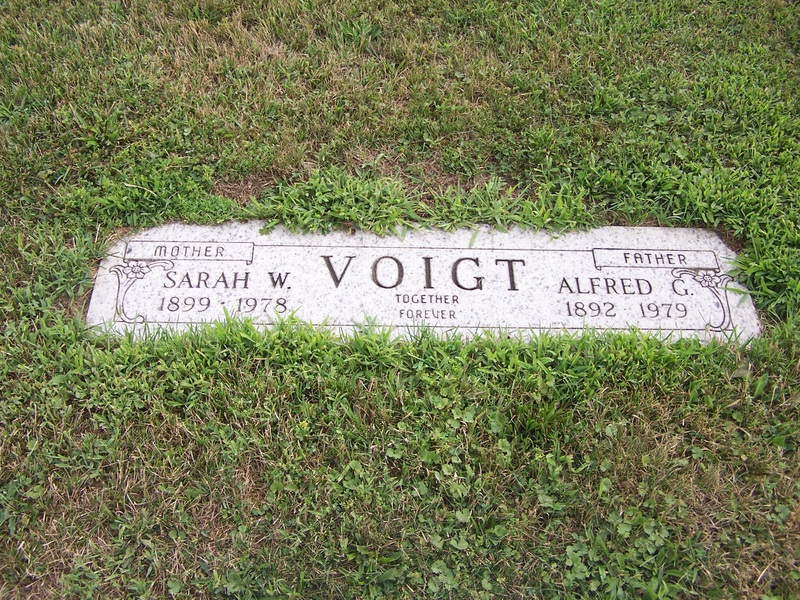 MOTHER
SARAH W.
1899 - 1978
VOIGT
TOGETHER
FOREVER
FATHER
ALFRED G.
1892 - 1979